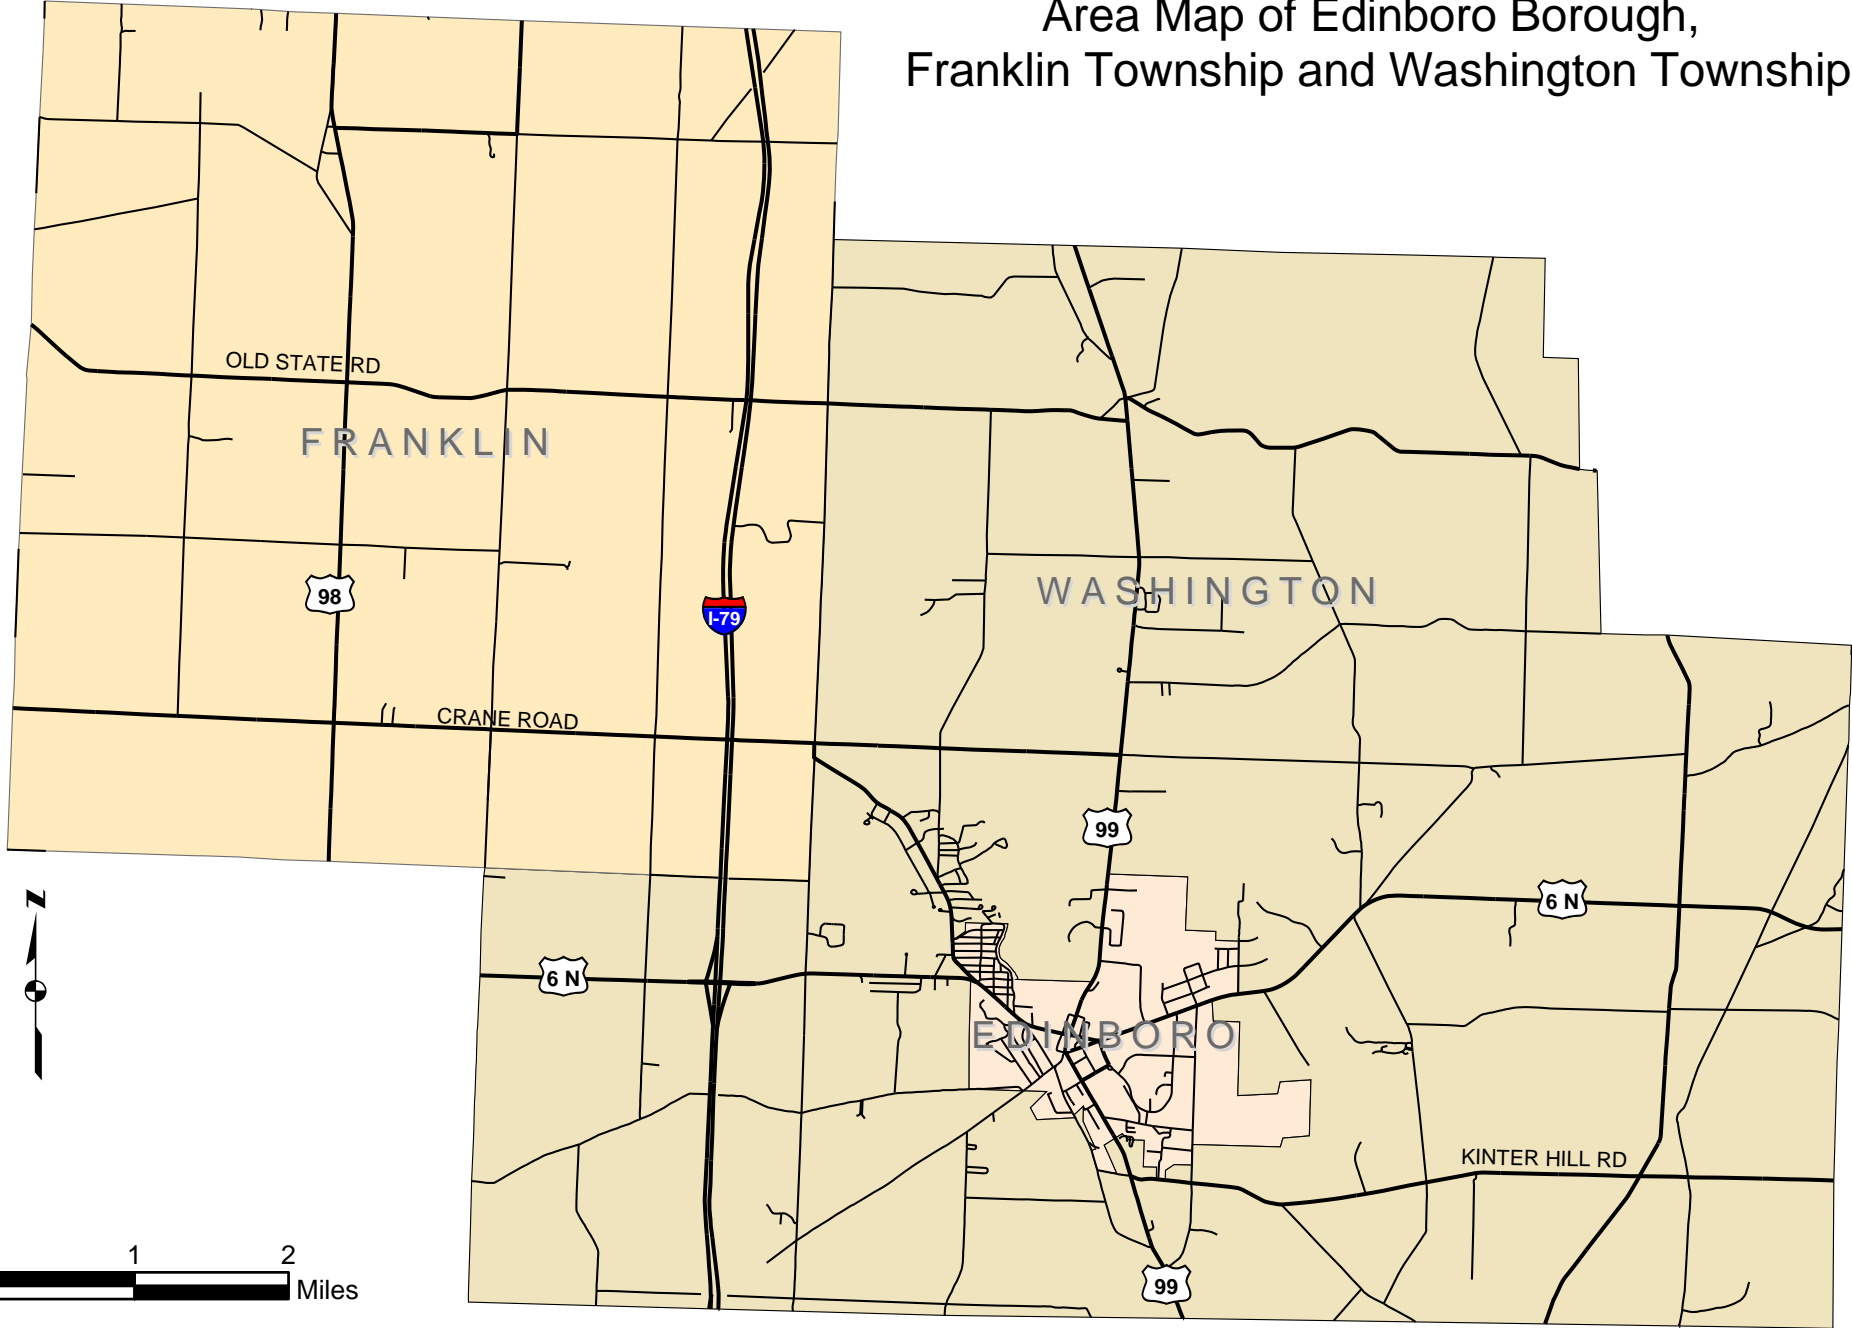 Area Map of Edinboro Borough,
Franklin Township and Washington Township
OLD STATE RD
FRANKLIN
WASHINGTON
98
I-79
CRANE ROAD
99
6 N
6 N
EDINBORO
KINTER HILL RD
N
1 2
Miles
99